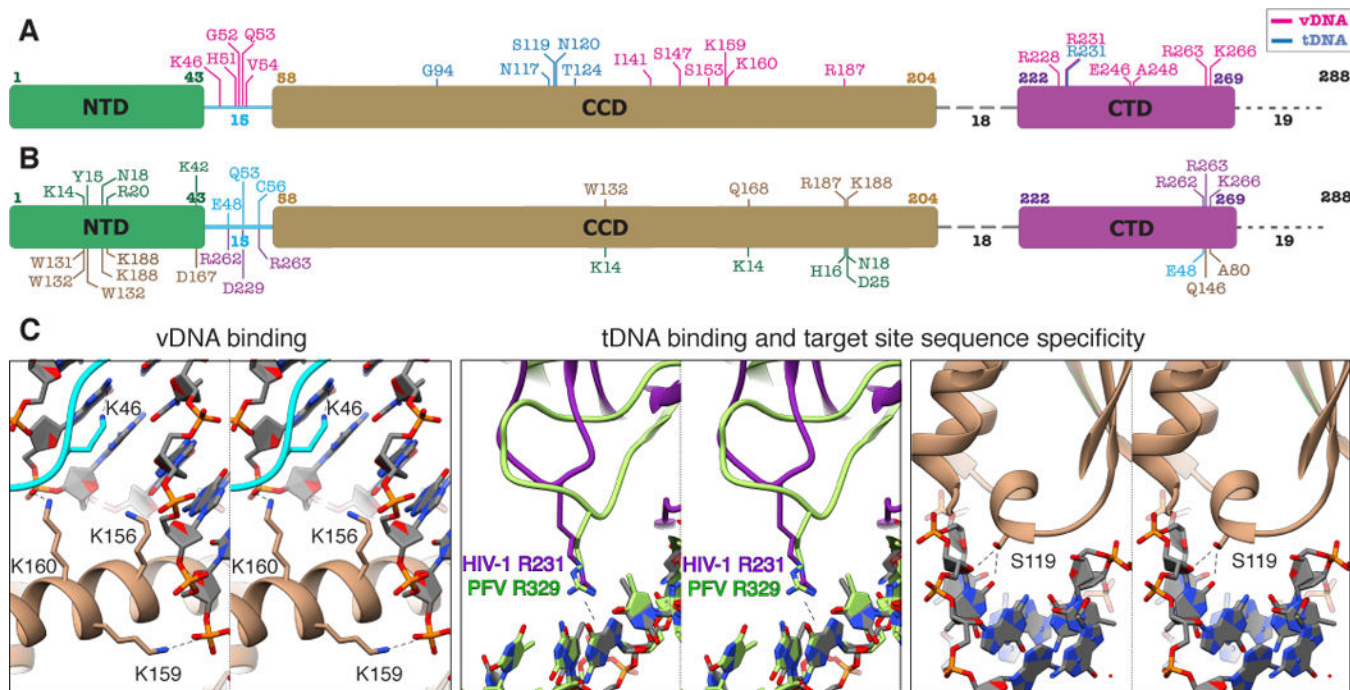 A
vDNA
tDNA
G52 Q53
K46 H51 V54
S119 N120
G94 N117 T124
I141 S147 K159
S153 K160
R187
R231
R228 R231
E246 A248
R263 K266
1 NTD 43 15 58 CCD 204 18 222 CTD 269 19 288
B
Y15 N18 K42
K14 R20
Q53
E48 C56
W132 Q168 R187 K188
R263
R262 K266
1 NTD 43 15 58 CCD 204 18 222 CTD 269 19 288
W131 K188 D167 R262 R263
W132 K188 D229
W132
K14 K14 H16 N18
D25
E48 A80
Q146
C
vDNA binding
tDNA binding and target site sequence specificity
K46 K46
K156 K156
K160 K160
K159 K159
HIV-1 R231 HIV-1 R231
PFV R329 PFV R329
S119 S119